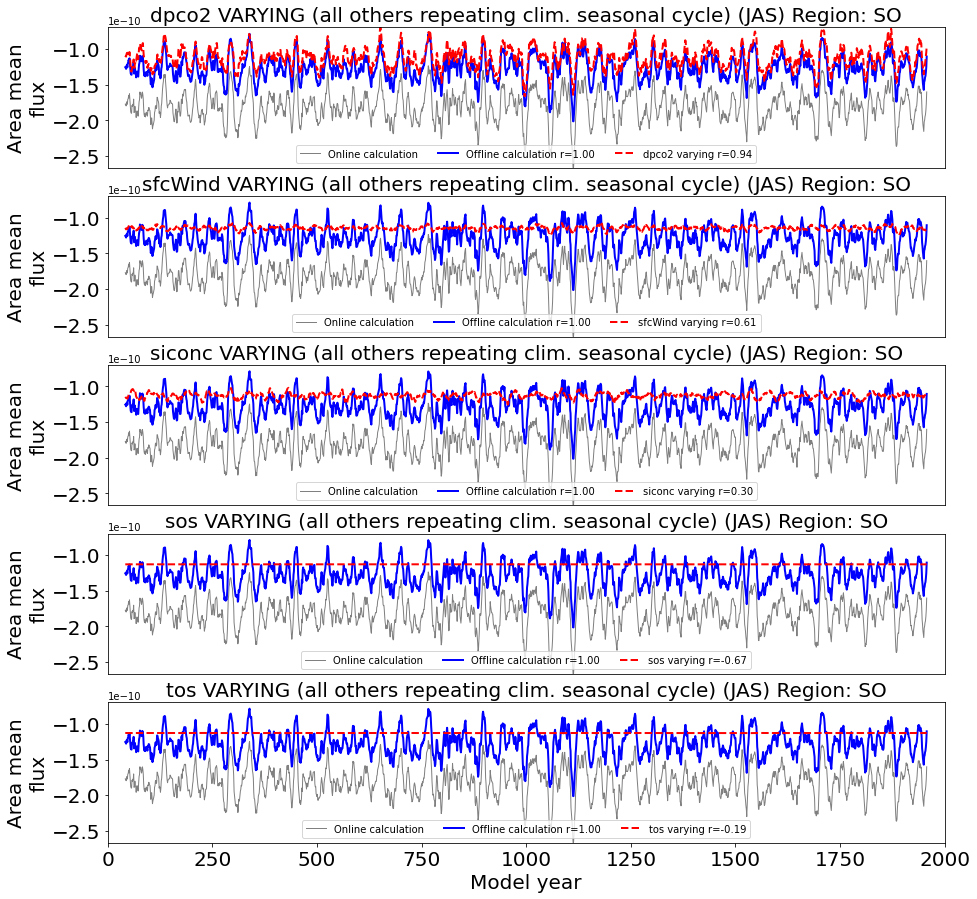 dpco2 VARYING (all others repeating clim. seasonal cycle) (JAS) Region: SO
1e−10
−1.0
−1.5
−2.0
−2.5
Area mean
flux
Online calculation
Offline calculation r=1.00
dpco2 varying r=0.94
sfcWind VARYING (all others repeating clim. seasonal cycle) (JAS) Region: SO
1e−10
−1.0
−1.5
−2.0
−2.5
Area mean
flux
Online calculation
Offline calculation r=1.00
sfcWind varying r=0.61
siconc VARYING (all others repeating clim. seasonal cycle) (JAS) Region: SO
1e−10
−1.0
−1.5
−2.0
−2.5
Area mean
flux
Online calculation
Offline calculation r=1.00
siconc varying r=0.30
sos VARYING (all others repeating clim. seasonal cycle) (JAS) Region: SO
1e−10
−1.0
−1.5
−2.0
−2.5
Area mean
flux
Online calculation
Offline calculation r=1.00
sos varying r=-0.67
tos VARYING (all others repeating clim. seasonal cycle) (JAS) Region: SO
1e−10
−1.0
−1.5
−2.0
−2.5
Area mean
flux
Online calculation
Offline calculation r=1.00
tos varying r=-0.19
0 250 500 750 1000 1250 1500 1750 2000
Model year